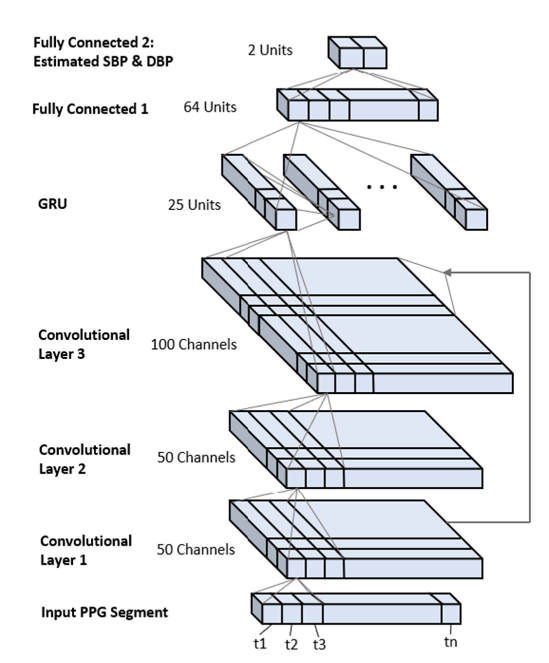 Fully Connected 2:
Estimated SBP & DBP
2 Units
Fully Connected 1
64 Units
GRU
25 Units
. . .
Convolutional
Layer 3
100 Channels
Convolutional
Layer 2
50 Channels
Convolutional
Layer 1
50 Channels
Input PPG Segment
t1 t2 t3 tn